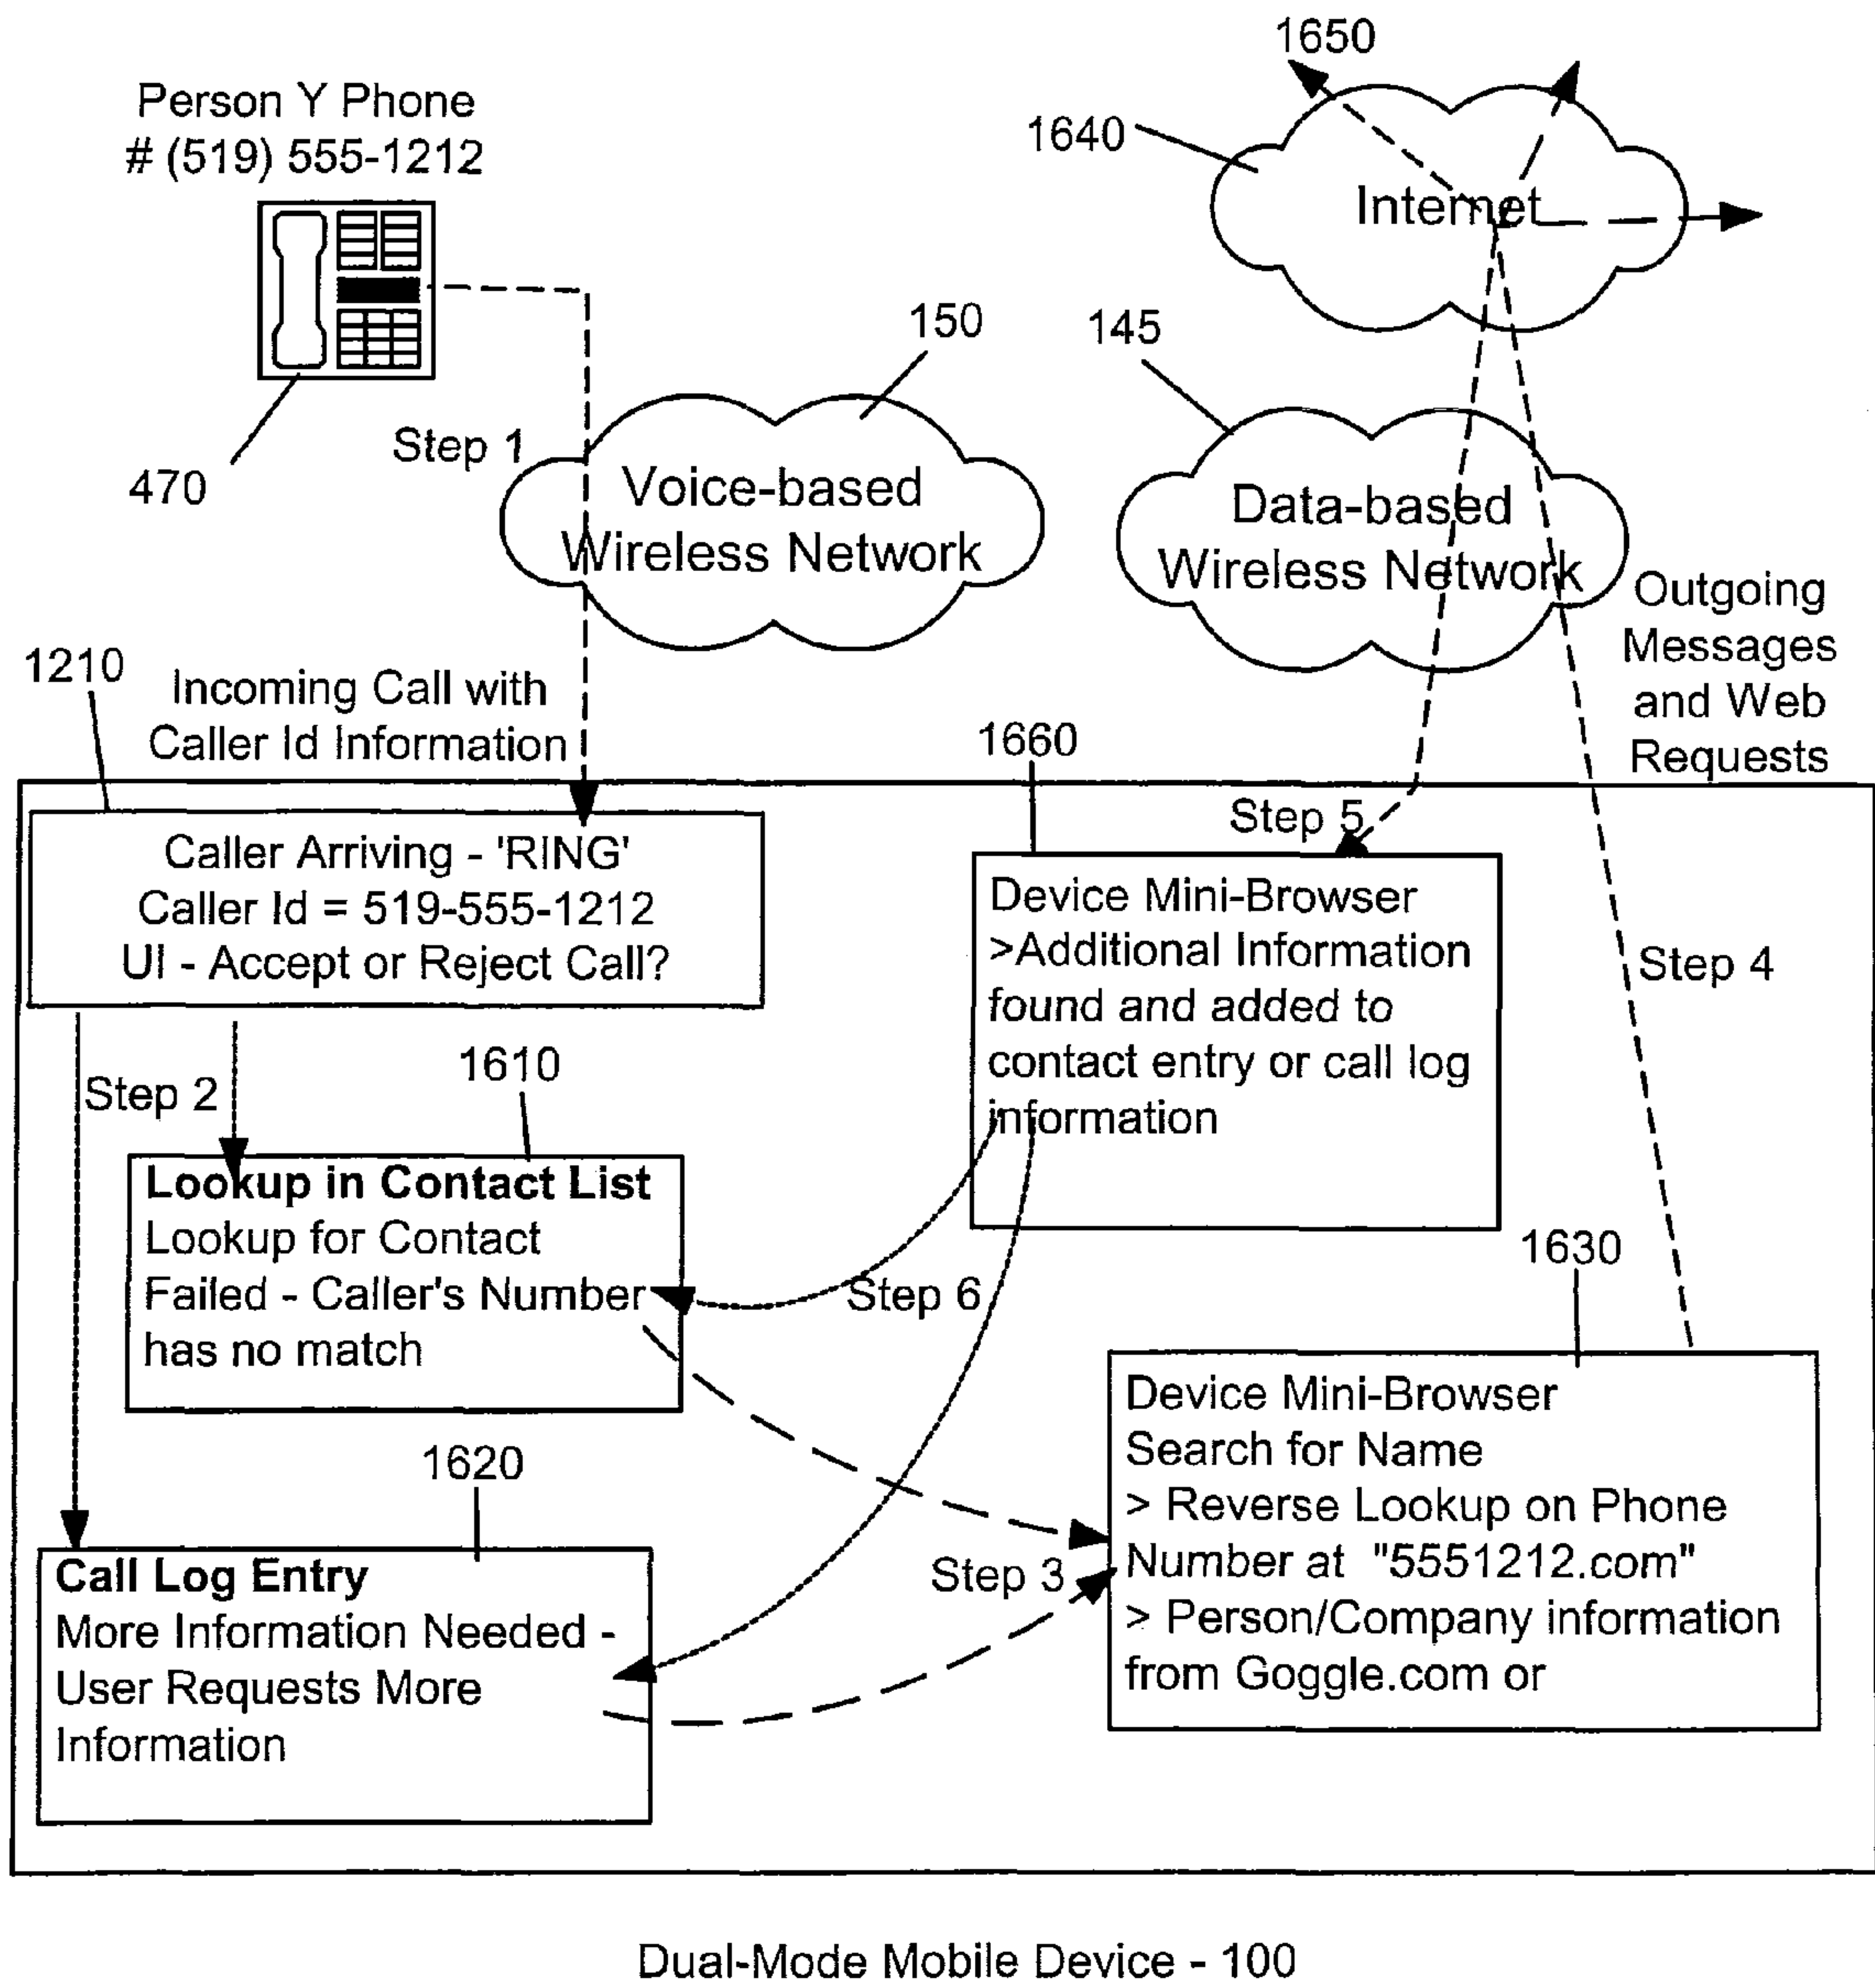 1650
Person Y Phone
# (519) 555-1212
1640
Internet
150
145
Step 1
470
Voice-based
Wireless Network
Data-based
Wireless Network
Outgoing
Messages
and Web
Requests
1210
Incoming Call with
Caller Id Information
1660
Step 5
Caller Arriving - 'RING'
Caller Id = 519-555-1212
UI - Accept or Reject Call?
Device Mini-Browser
>Additional Information
found and added to
contact entry or call log
information
Step 4
Step 2
1610
Lookup in Contact List
Lookup for Contact
Failed - Caller's Number
has no match
Step 6
1630
Device Mini-Browser
Search for Name
> Reverse Lookup on Phone
Number at "5551212.com"
> Person/Company information
from Goggle.com or
1620
Call Log Entry
More Information Needed -
User Requests More
Information
Step 3
Dual-Mode Mobile Device - 100